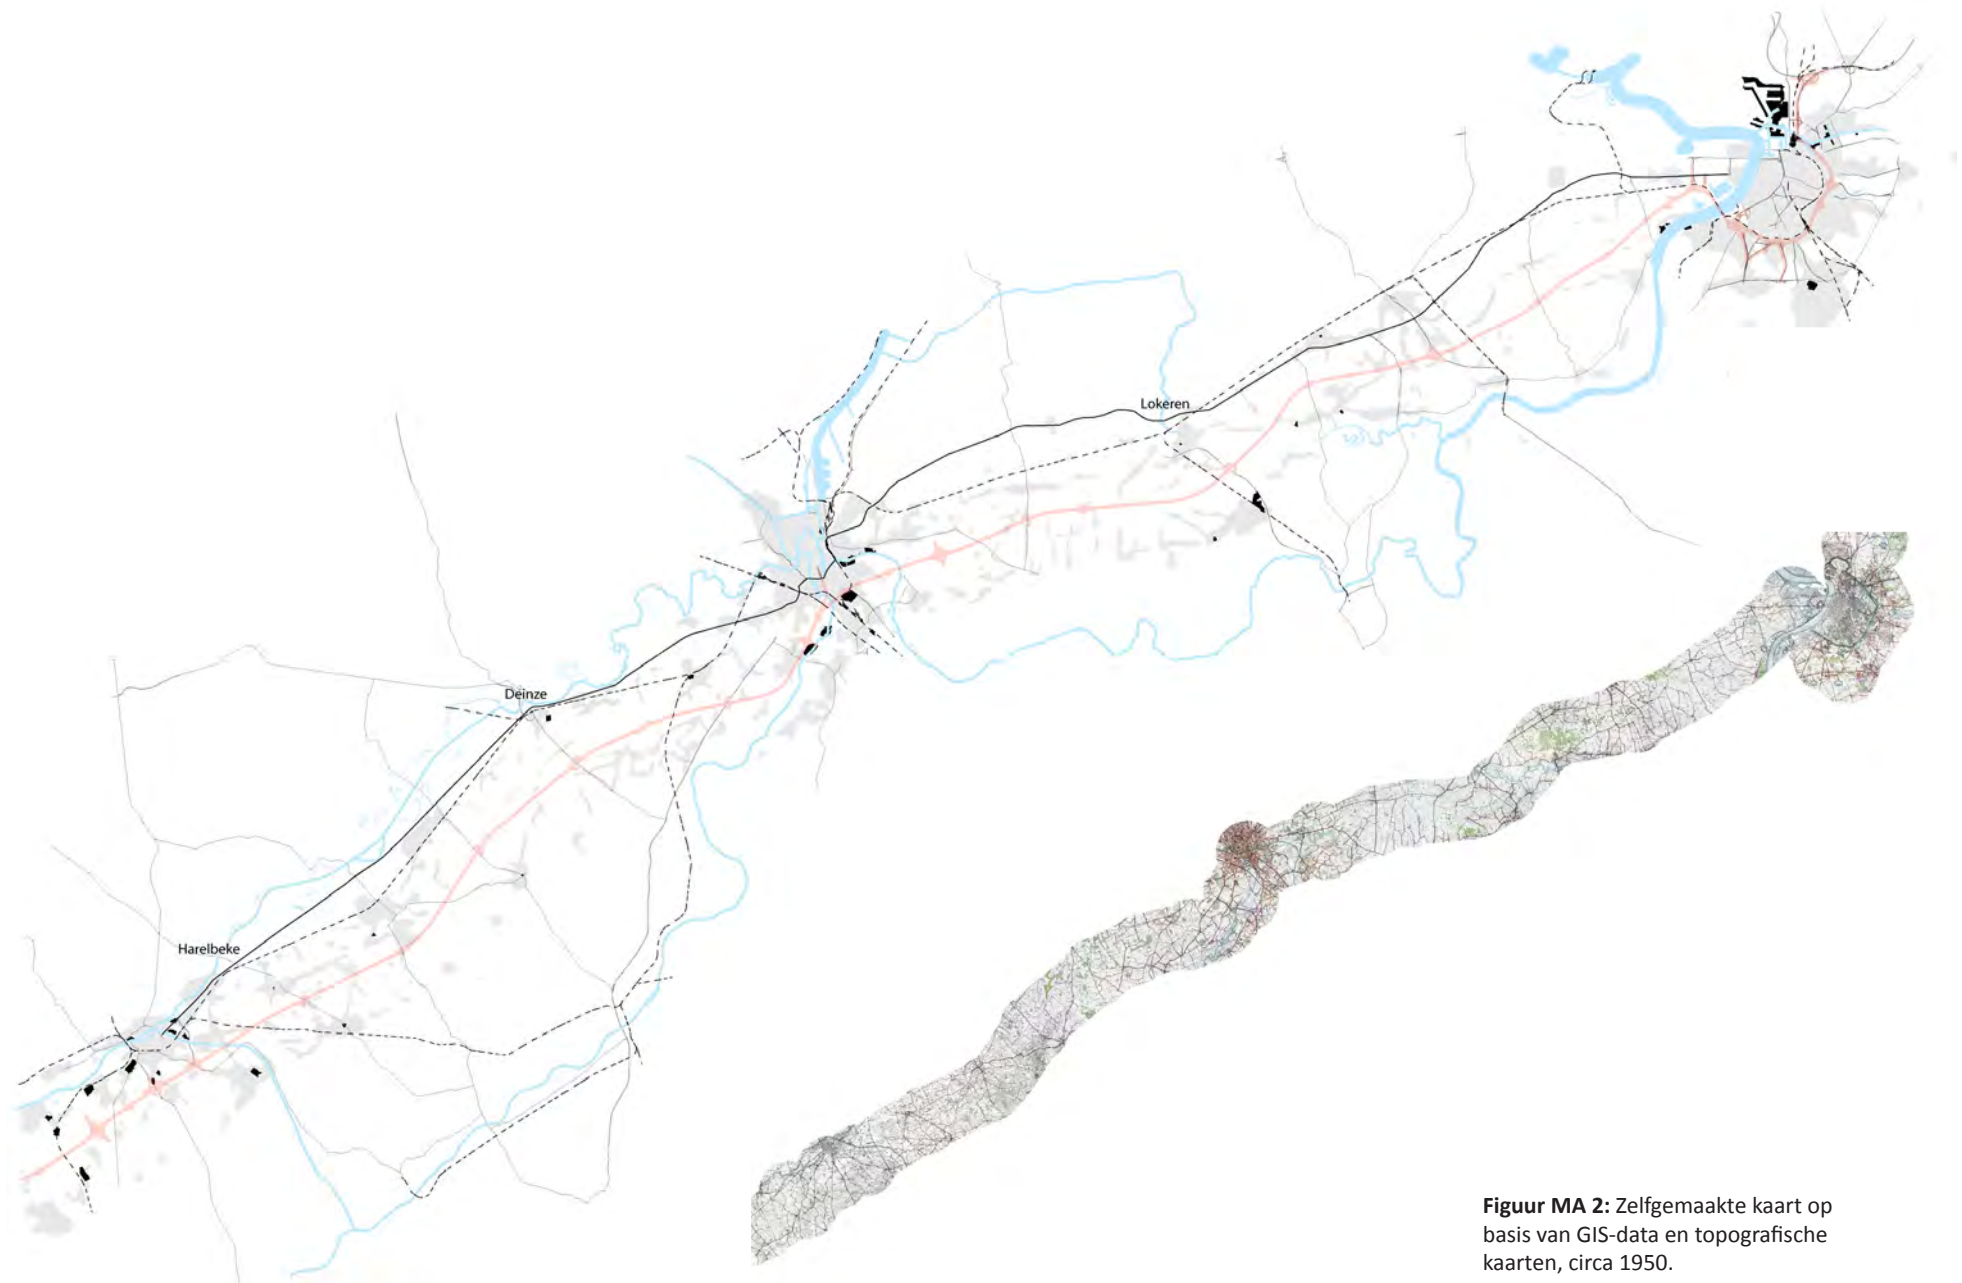 Lokeren
Deinze
Harelbeke
Figuur MA 2: Zelfgemaakte kaart op
basis van GIS-data en topografische
kaarten, circa 1950.